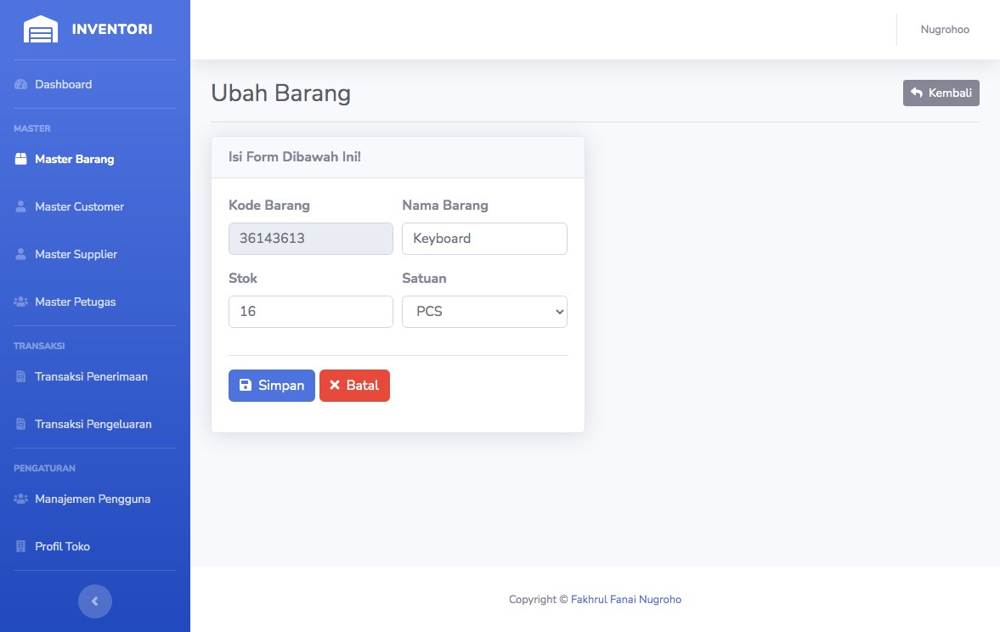 INVENTORI
Nugrohoo
Dashboard
MASTER
Master Barang
Master Customer
Master Supplier
Master Petugas
TRANSAKSI
Transaksi Penerimaan
Transaksi Pengeluaran
PENGATURAN
Manajemen Pengguna
Profil Toko
Ubah Barang
Kembali
Isi Form Dibawah Ini!
Kode Barang Nama Barang
36143613 Keyboard
Stok Satuan
16 PCS
Simpan Batal
Copyright © Fakhrul Fanai Nugroho